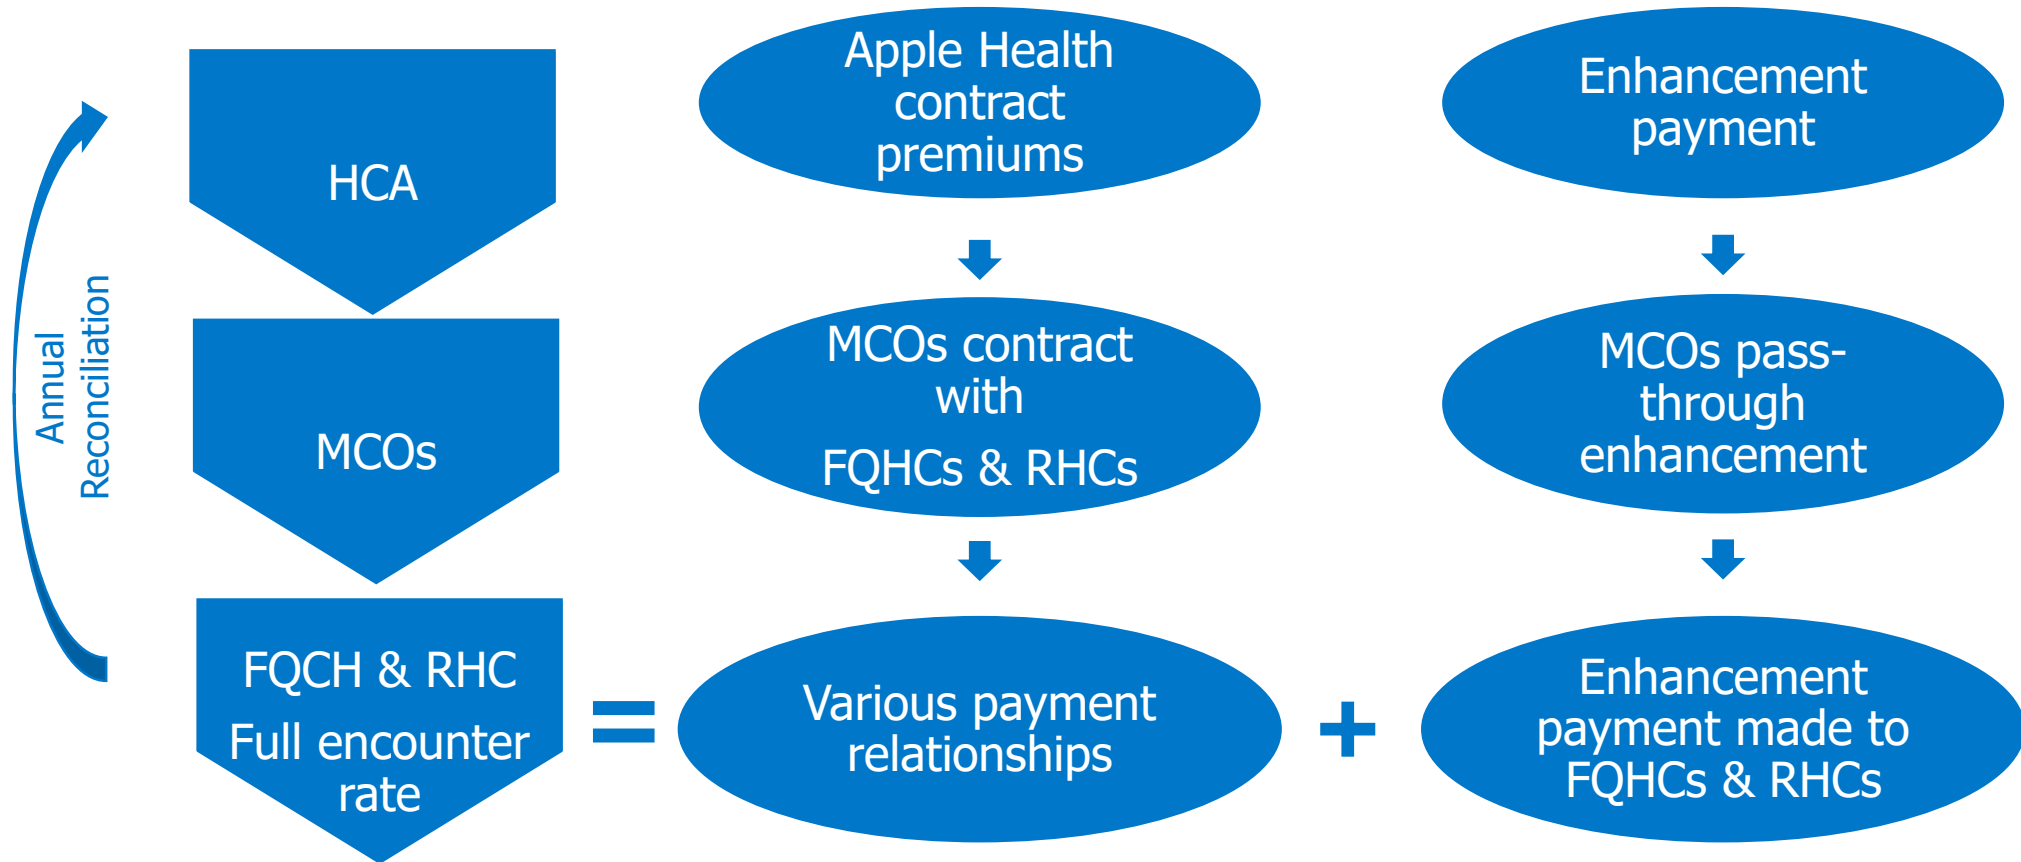 Apple Health
contract
premiums
Enhancement
payment
HCA
Annual
Reconciliation
MCOs contract
with
FQHCs & RHCs
MCOs pass-
through
enhancement
MCOs
FQCH & RHC
Full encounter
rate
=
Various payment
relationships
+
Enhancement
payment made to
FQHCs & RHCs